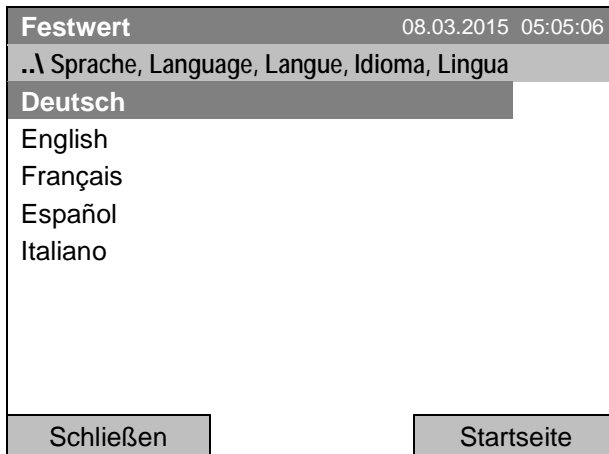 Festwert 08.03.2015 05:05:06
..\ Sprache, Language, Langue, Idioma, Lingua
Deutsch
English
Français
Español
Italiano
Schließen Startseite